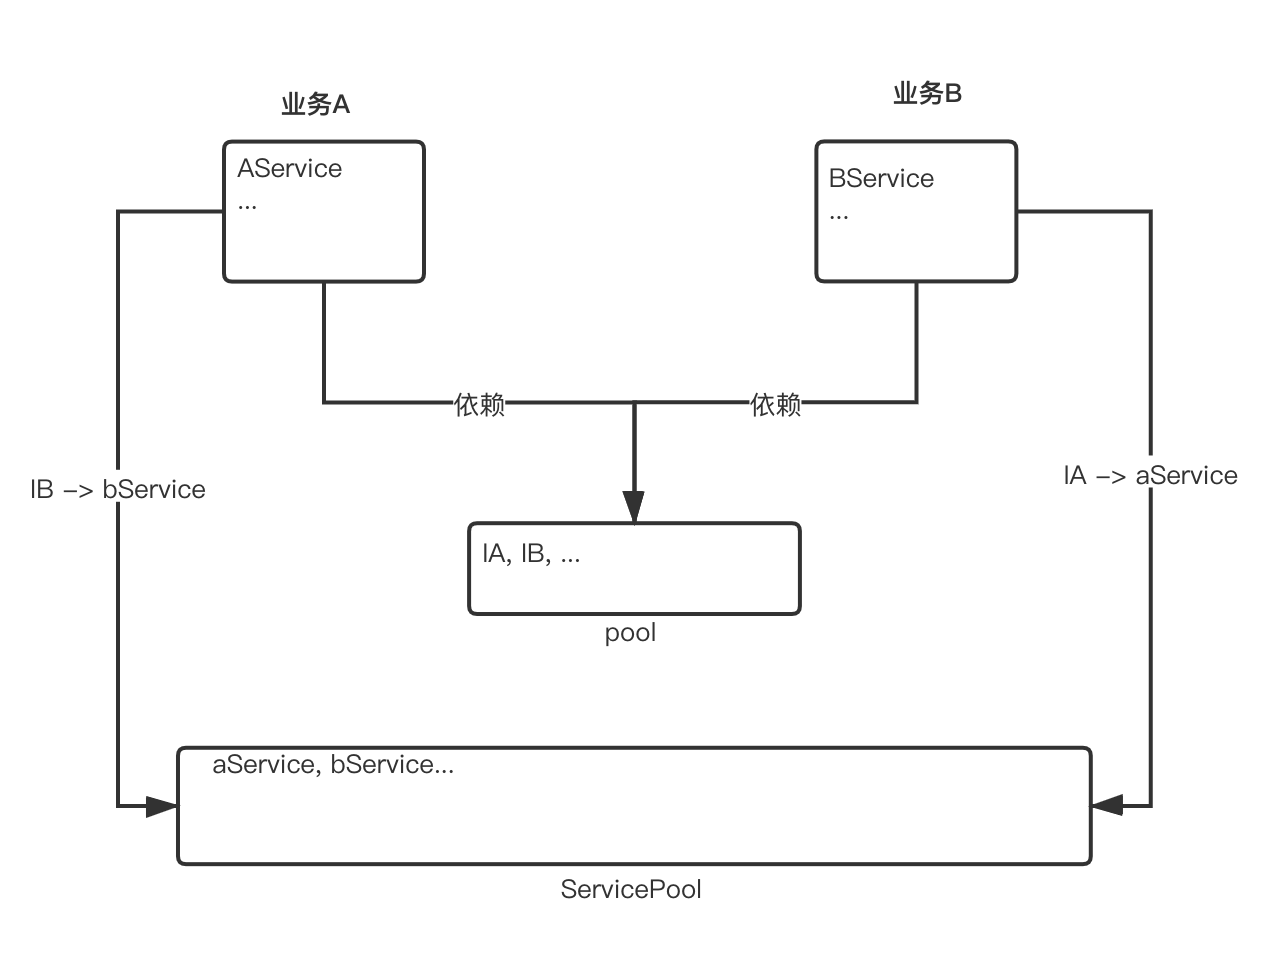 业务A
业务B
AService
...
BService
...
依赖
依赖
IB -> bService
IA -> aService
IA, IB, ...
pool
aService, bService...
ServicePool